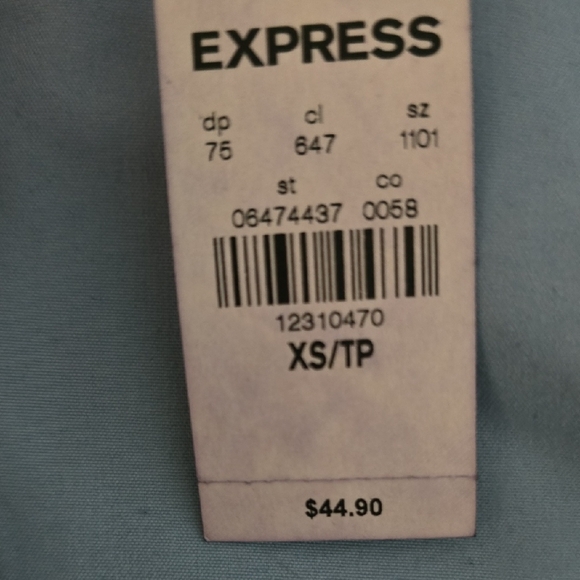 EXPRESS
dp cl sz
75 647 1101
st co
06474437 0058
12310470
XS/TP
$44.90